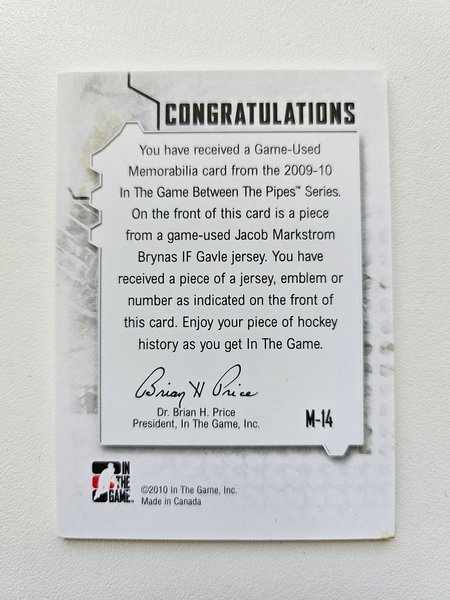 CONGRATULATIONS
You have received a Game-Used
Memorabilia card from the 2009-10
In The Game Between The Pipes™ Series.
On the front of this card is a piece
from a game-used Jacob Markstrom
Brynas IF Gavle jersey. You have
received a piece of a jersey, emblem or
number as indicated on the front of
this card. Enjoy your piece of hockey
history as you get In The Game.
Brian H Price
Dr. Brian H. Price
President, In The Game, Inc.
M-14
IN
THE
GAME™
©2010 In The Game, Inc.
Made in Canada